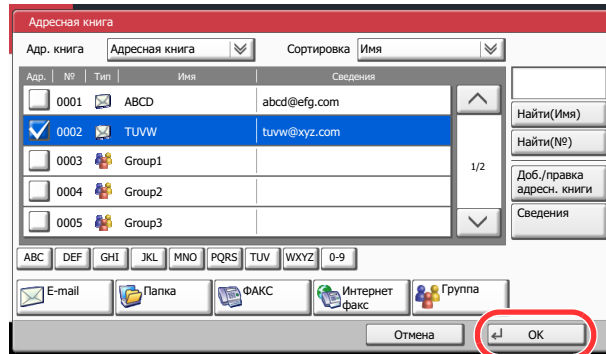 Адресная книга
Адр. книга Адресная книга Сортировка Имя
Адр. № Тип Имя Сведения
0001 ABCD abcd@efg.com
0002 TUVW tuvw@xyz.com
0003 Group1
0004 Group2
0005 Group3
1/2
Найти(Имя)
Найти(№)
Доб./правка
адресн. книги
Сведения
ABC DEF GHI JKL MNO PQRS TUV WXYZ 0-9
E-mail Папка ФАКС Интернет
факс Группа
Отмена OK